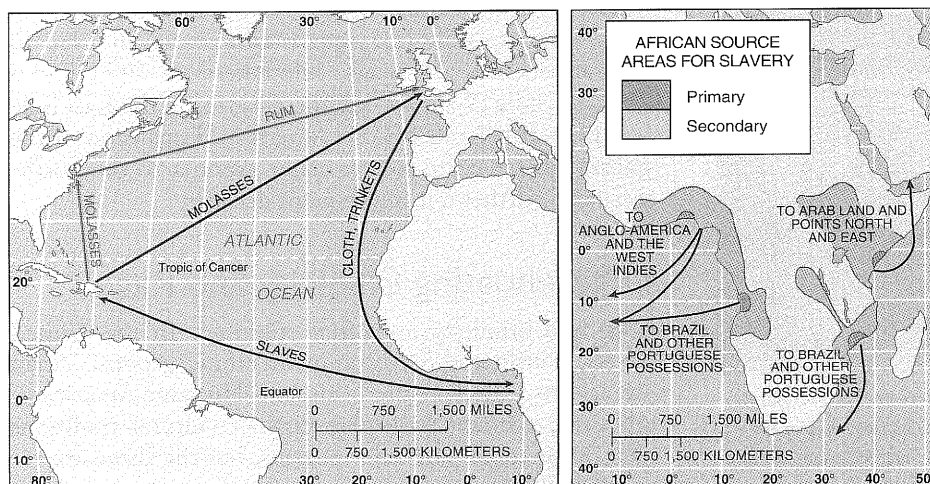 60°
40°
20°
10°
0°
RUM
MOLASSES
MOLASSES
CLOTH, TRINKETS
ATLANTIC
Tropic of Cancer
20°
OCEAN
SLAVES
Equator
0°
0 750 1,500 MILES
0 750 1,500 KILOMETERS
10°
80°
60°
40°
20°
10°
0°
10°
40°
30°
AFRICAN SOURCE
AREAS FOR SLAVERY
Primary
Secondary
TO
ANGLO-AMERICA
AND THE
WEST
INDIES
TO ARAB LAND AND
POINTS NORTH
AND EAST
0°
10°
TO BRAZIL
AND OTHER
PORTUGUESE
POSSESSIONS
TO BRAZIL
AND OTHER
PORTUGUESE
POSSESSIONS
20°
30°
0 750 1,500 MILES
0 750 1,500 KILOMETERS
40°
10°
0°
10°
20°
30°
40°
50°